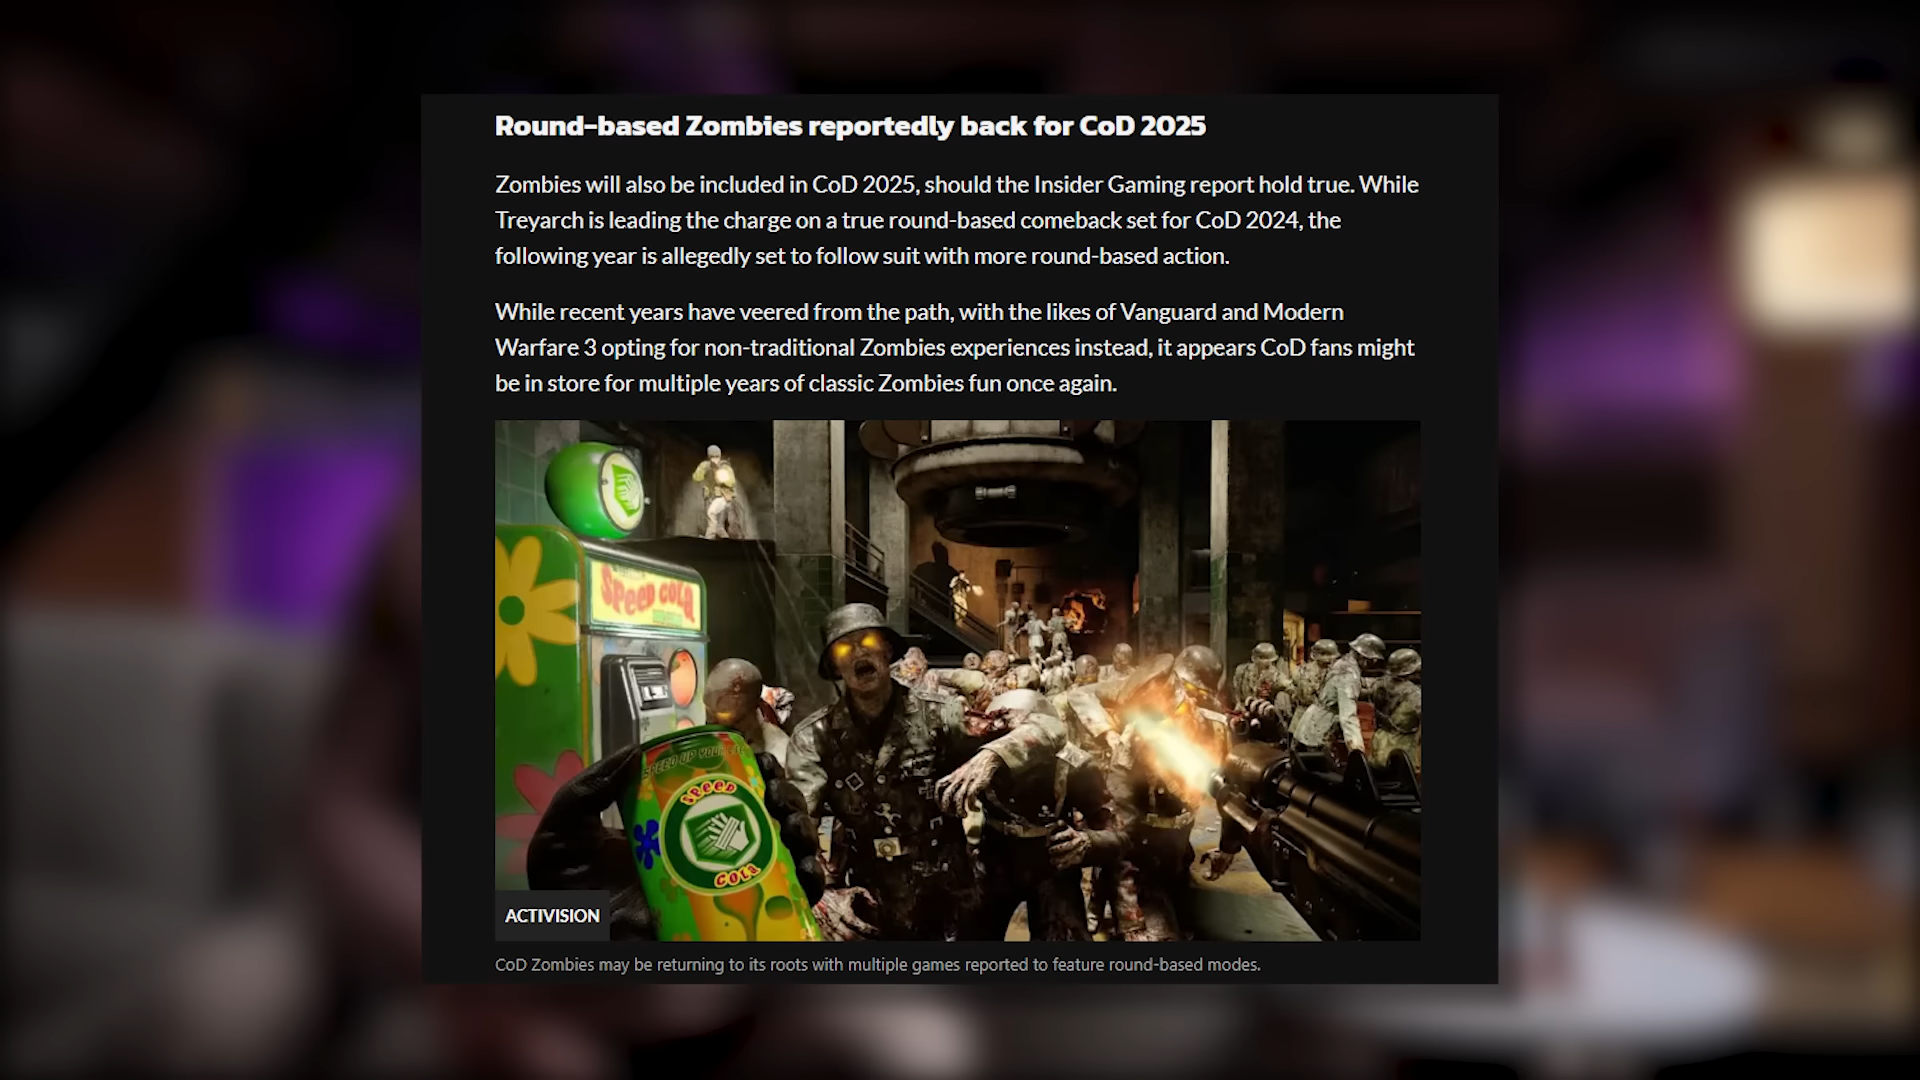 Round-based Zombies reportedly back for CoD 2025
Zombies will also be included in CoD 2025, should the Insider Gaming report hold true. While
Treyarch is leading the charge on a true round-based comeback set for CoD 2024, the
following year is allegedly set to follow suit with more round-based action.
While recent years have veered from the path, with the likes of Vanguard and Modern
Warfare 3 opting for non-traditional Zombies experiences instead, it appears CoD fans might
be in store for multiple years of classic Zombies fun once again.
Speed Cola
SPEED UP YOUR
SPEED
COLA
ACTIVISION
CoD Zombies may be returning to its roots with multiple games reported to feature round-based modes.